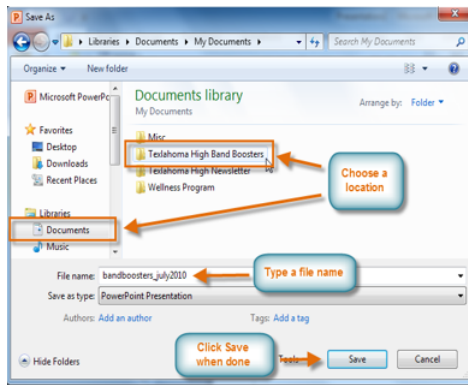 Save As
Libraries ▸ Documents ▸ My Documents ▸
Search My Documents
Organize ▾ New folder
Microsoft PowerPo
Favorites
Desktop
Downloads
Recent Places
Libraries
Documents
Music
Documents library
My Documents
Arrange by: Folder ▾
Misc
Texlahoma High Band Boosters
Texlahoma High Newsletter
Wellness Program
Choose a
location
File name: bandboosters_july2010
Type a file name
Save as type: PowerPoint Presentation
Authors: Add an author Tags: Add a tag
Click Save
when done
Hide Folders Tools Save Cancel